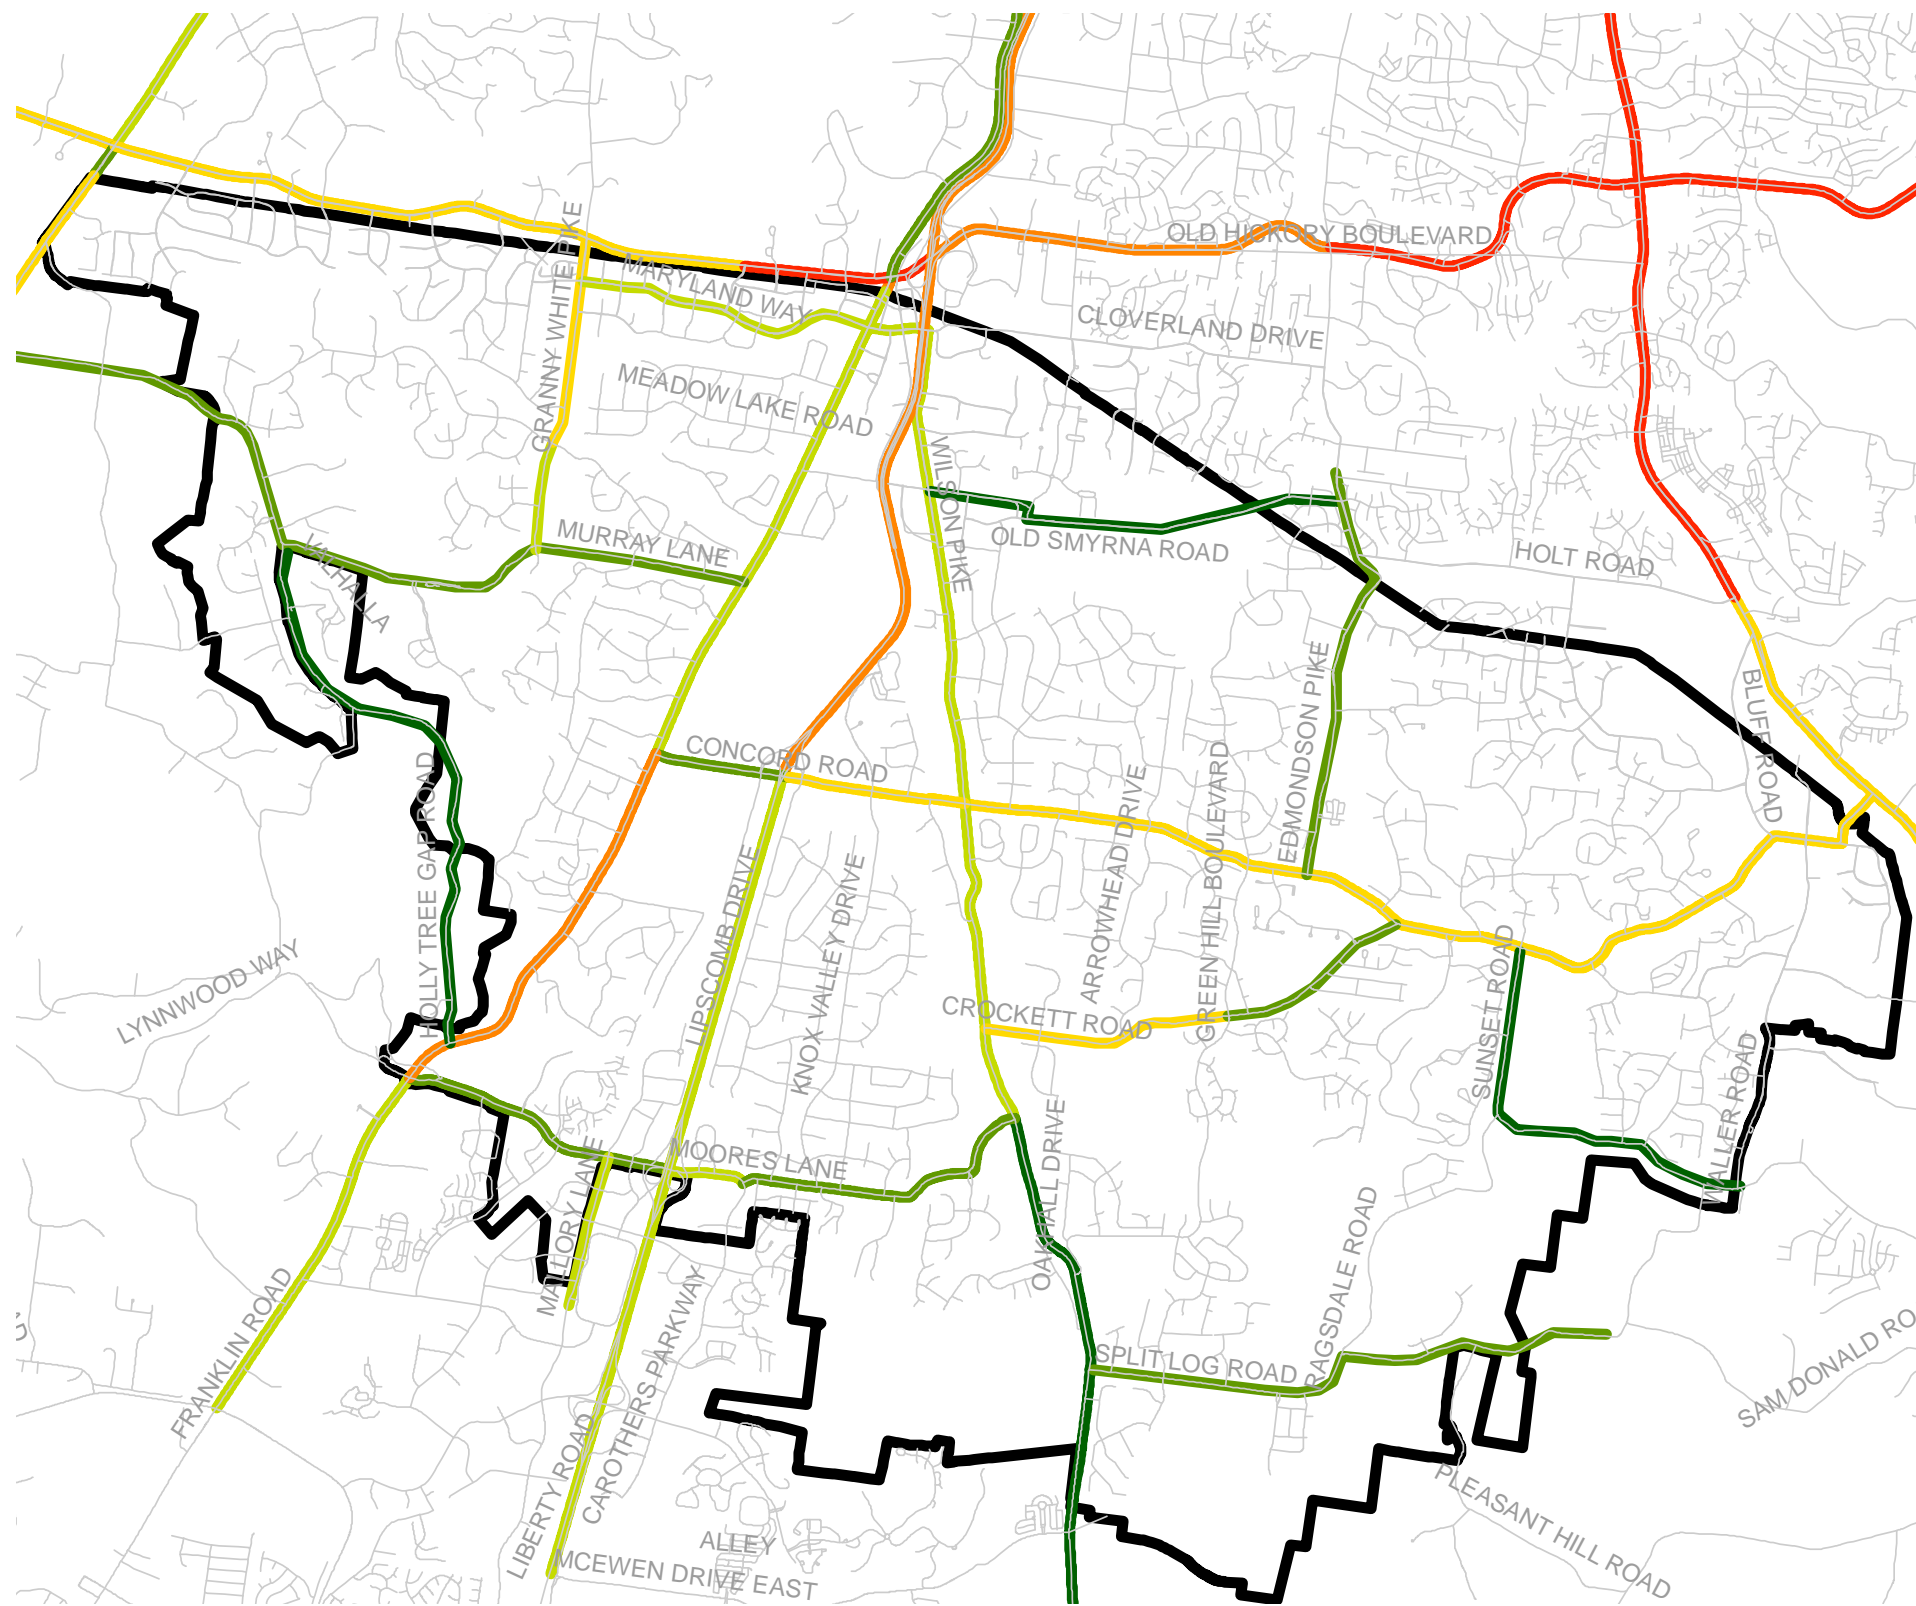 OLD HICKORY BOULEVARD
GRANNY WHITE PIKE
MARYLAND WAY
CLOVERLAND DRIVE
MEADOW LAKE ROAD
WILSON PIKE
MURRAY LANE
OLD SMYRNA ROAD
HOLT ROAD
VALHALLA
EDMONDSON PIKE
BLUFF ROAD
CONCORD ROAD
HOLLY TREE GAP ROAD
LIPSCOMB DRIVE
KNOX VALLEY DRIVE
ARROWHEAD DRIVE
GREEN HILL BOULEVARD
LYNNWOOD WAY
CROCKETT ROAD
SUNSET ROAD
WALLER ROAD
MOORES LANE
MALLORY LANE
OAK HALL DRIVE
RAGSDALE ROAD
FRANKLIN ROAD
CAROTHERS PARKWAY
SPLIT LOG ROAD
SAM DONALD RO
LIBERTY ROAD
PLEASANT HILL ROAD
ALLEY
MCEWEN DRIVE EAST